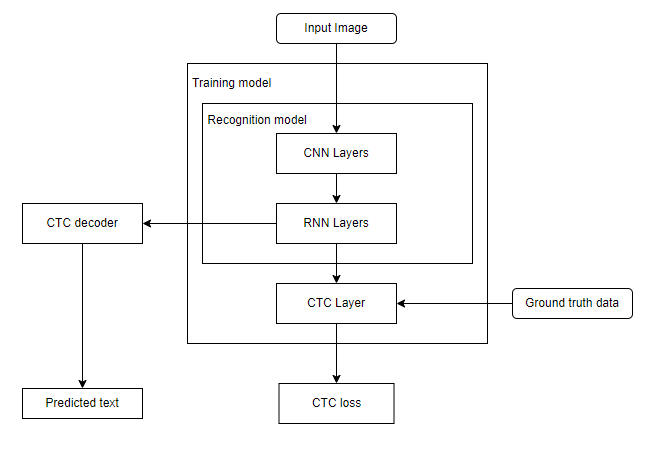 Input Image
Training model
Recognition model
CNN Layers
CTC decoder
RNN Layers
CTC Layer
Ground truth data
Predicted text
CTC loss